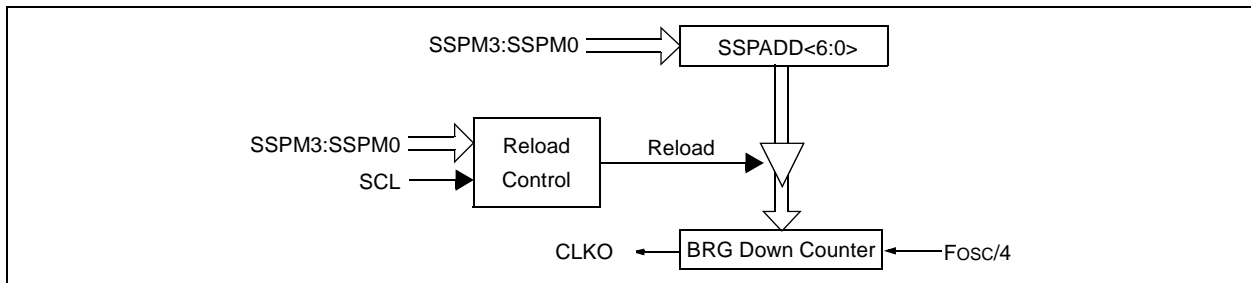 SSPM3:SSPM0
SSPADD<6:0>
SSPM3:SSPM0
SCL
Reload
Control
Reload
CLKO
BRG Down Counter
FOSC/4